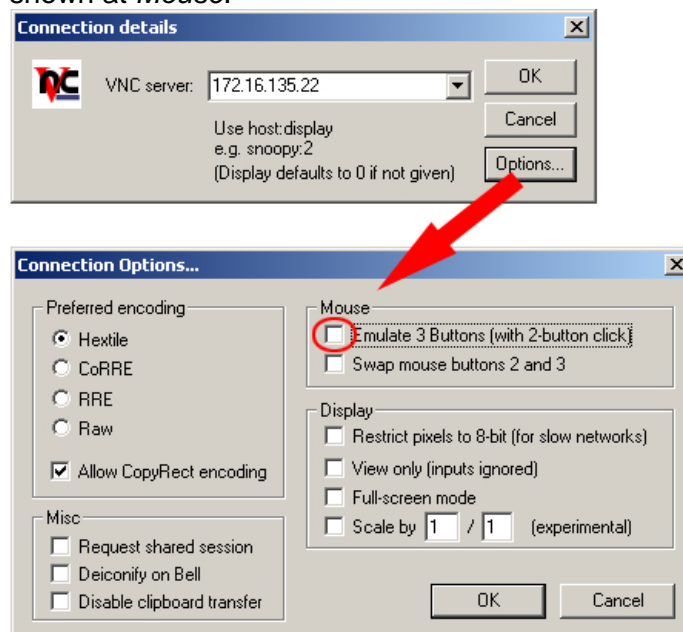 shown at Mouse.
Connection details
VNC
VNC server: 172.16.135.22
OK
Use host:display
e.g. snoopy:2
(Display defaults to 0 if not given)
Cancel
Options...
Connection Options...
Preferred encoding
Hextile
CoRRE
RRE
Raw
Allow CopyRect encoding
Misc
Request shared session
Deiconify on Bell
Disable clipboard transfer
Mouse
Emulate 3 Buttons (with 2-button click)
Swap mouse buttons 2 and 3
Display
Restrict pixels to 8-bit (for slow networks)
View only (inputs ignored)
Full-screen mode
Scale by 1 / 1 (experimental)
OK Cancel